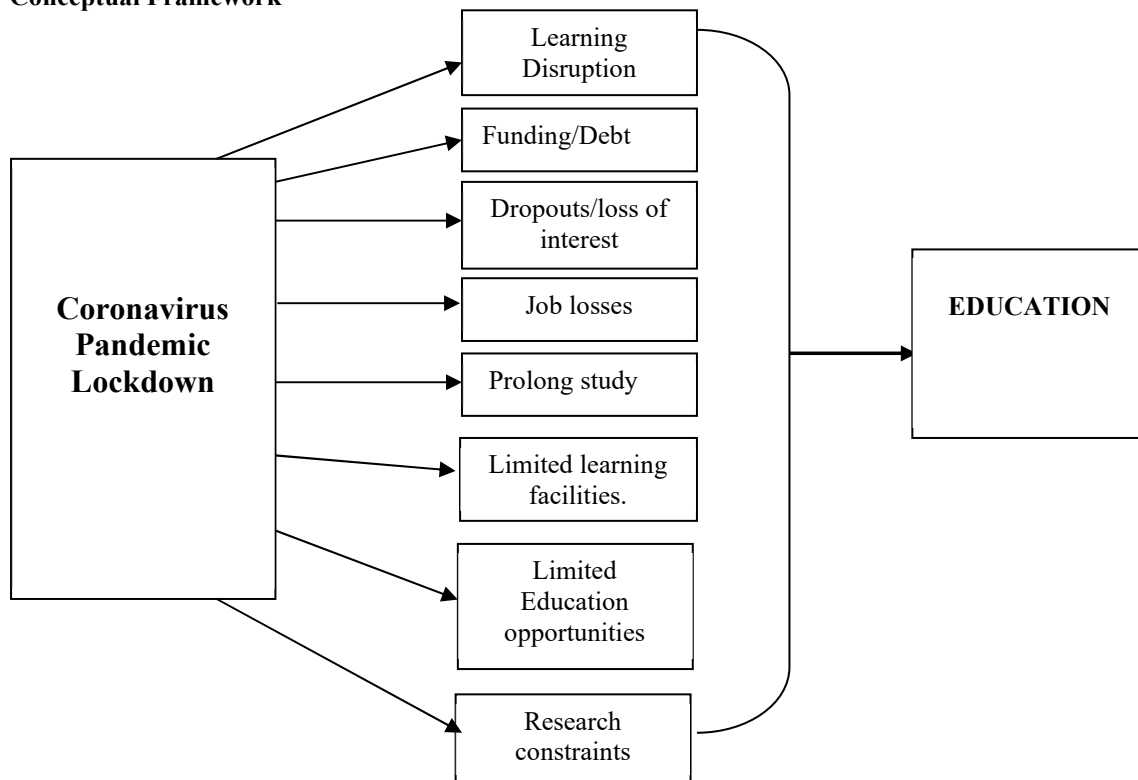 Conceptual Framework
Learning
Disruption
Funding/Debt
Dropouts/loss of
interest
Job losses
Prolong study
Limited learning
facilities.
Limited
Education
opportunities
Research
constraints
Coronavirus
Pandemic
Lockdown
EDUCATION